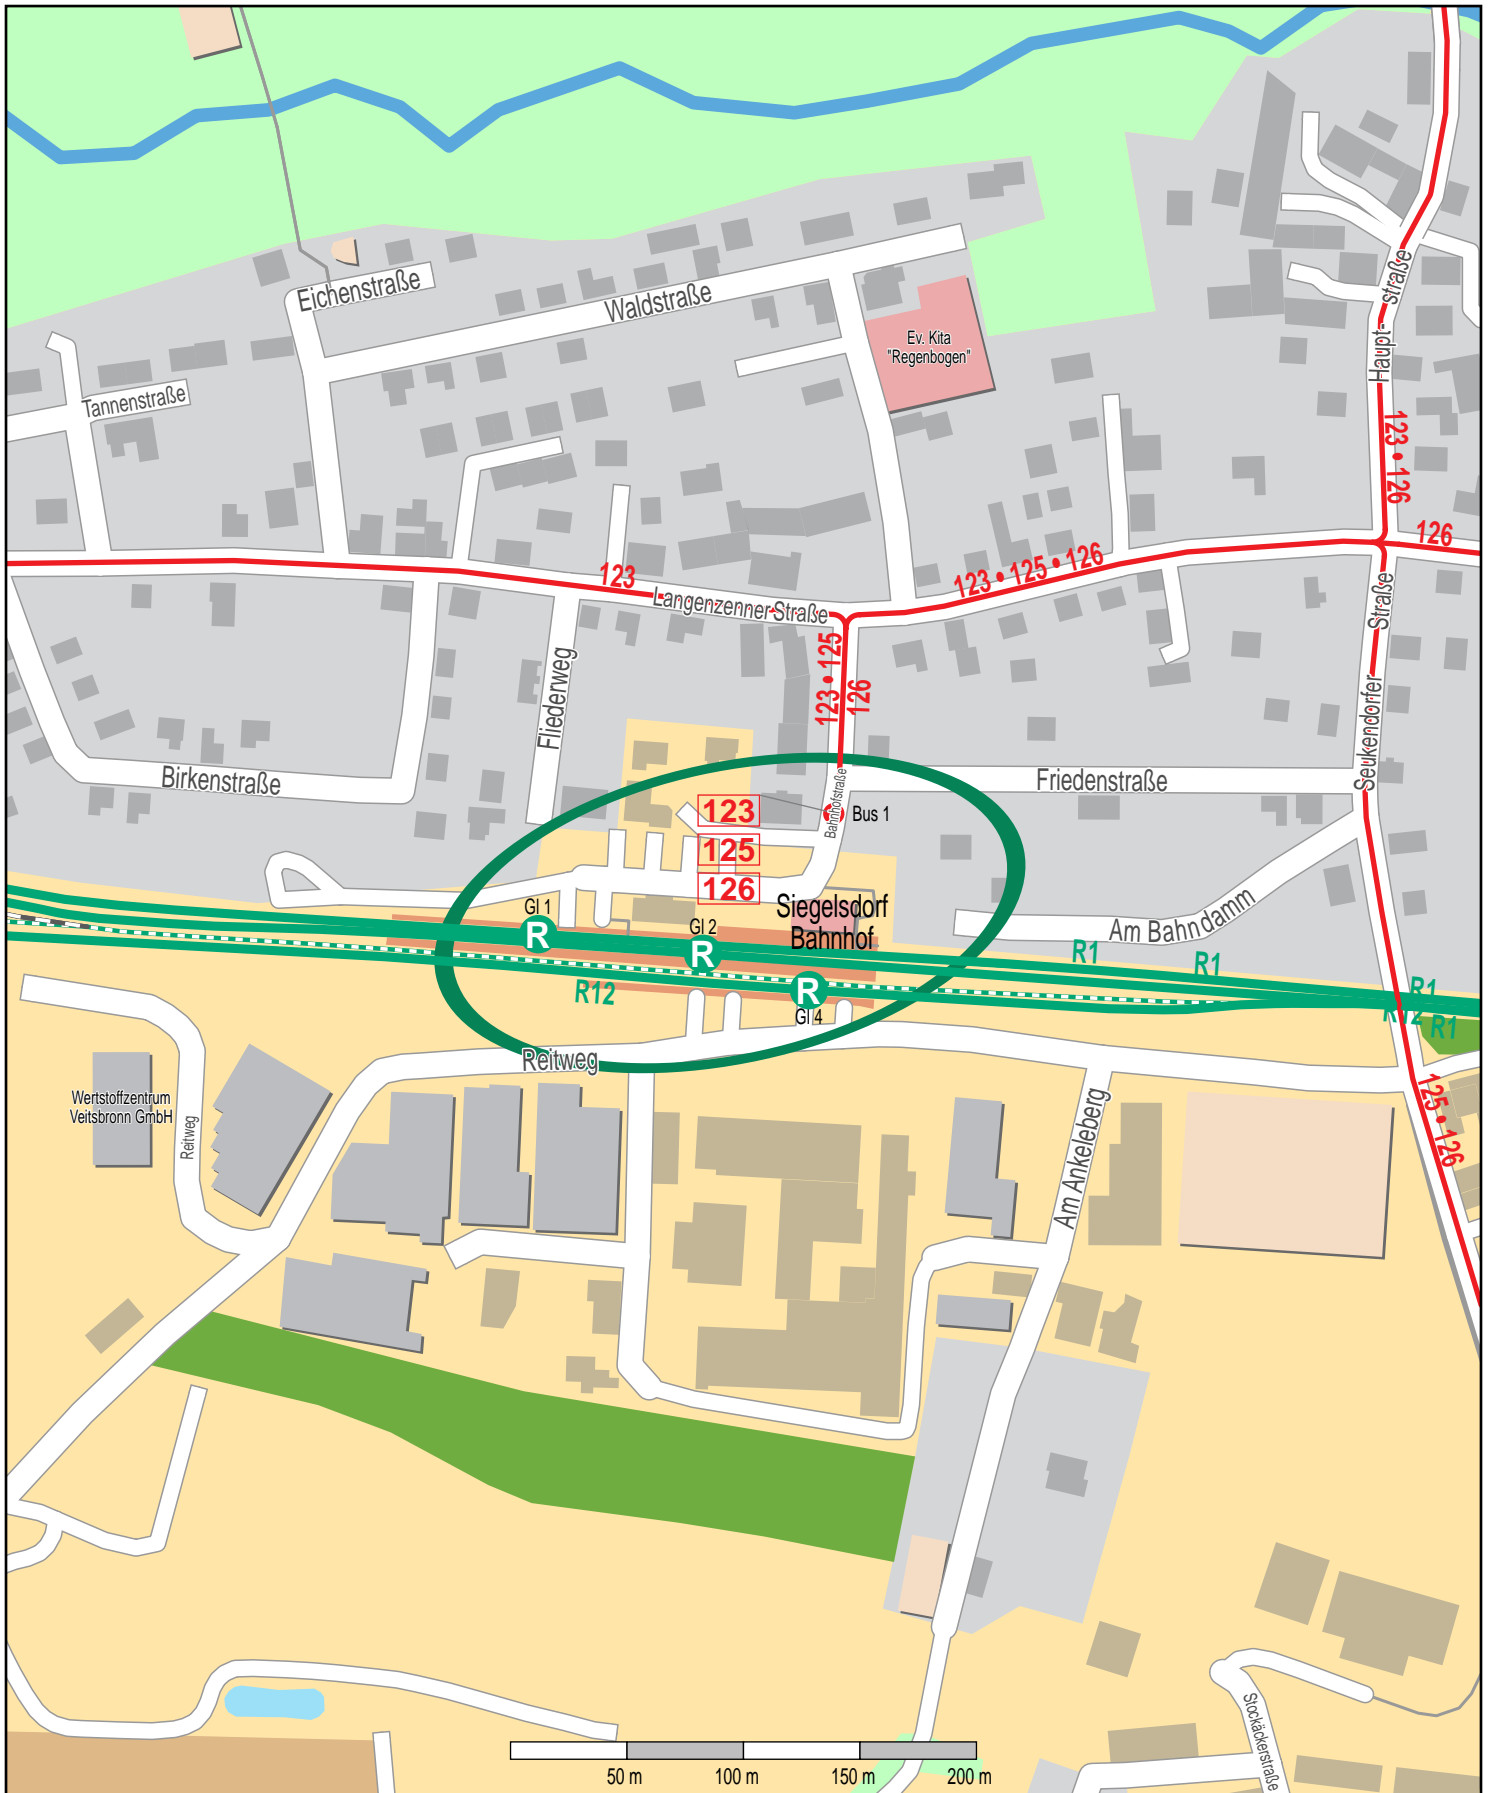 Eichenstraße
Waldstraße
Haupt-
straße
Ev. Kita
"Regenbogen"
Tannenstraße
123 • 126
126
123 • 125 • 126
123
Langenzenner Straße
Straße
Seukendorfer
123 • 125
126
Fliederweg
Birkenstraße
Friedenstraße
Bahnhofstraße
123
Bus 1
125
126
Siegelsdorf
Bahnhof
Gl 1
R
Gl 2
R
Am Bahndamm
R1
R1
R1
R12
R1
R12
R
Gl 4
Reitweg
Wertstoffzentrum
Veitsbronn GmbH
Reitweg
Am Ankeleberg
125 • 126
Stockäckerstraße
50 m
100 m
150 m
200 m